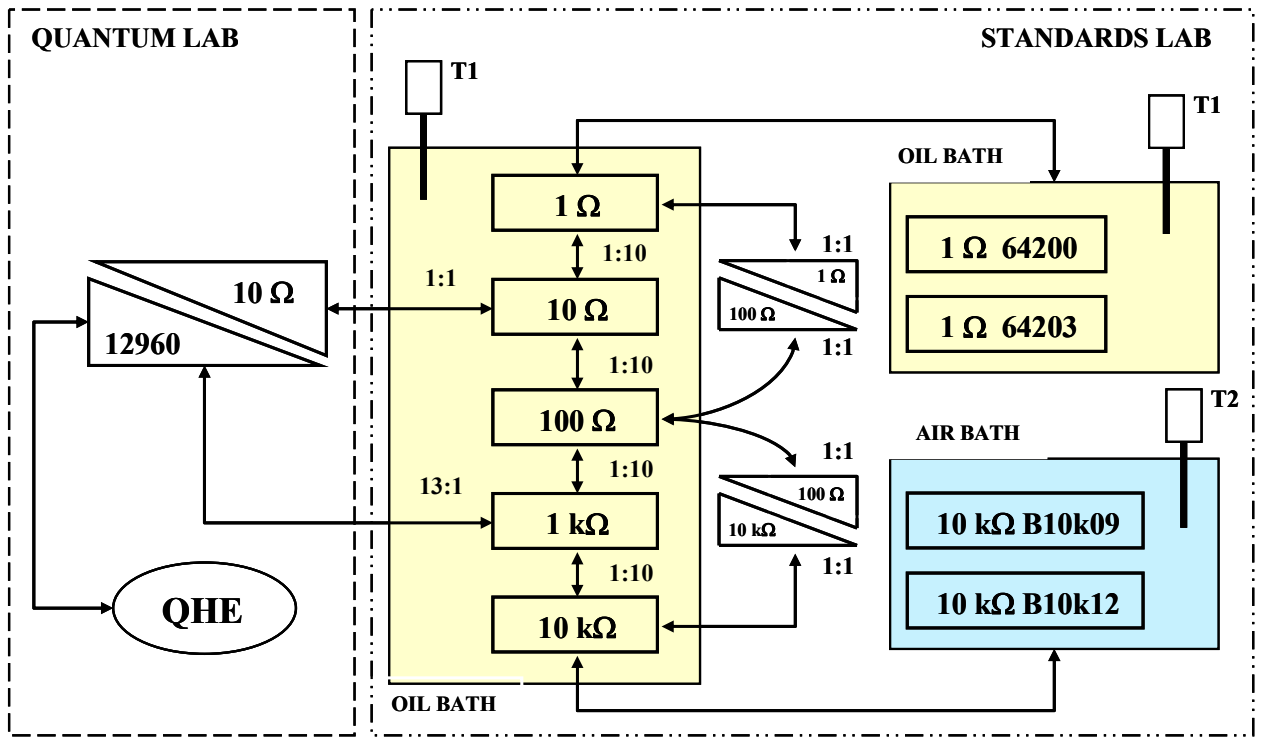 QUANTUM LAB
STANDARDS LAB
T1
T1
OIL BATH
1 Ω
1:10
1:1
10 Ω
1:10
100 Ω
1:10
13:1
1 kΩ
1:10
10 kΩ
OIL BATH
10 Ω
12960
QHE
1:1
1 Ω
100 Ω
1:1
1:1
100 Ω
10 kΩ
1:1
1 Ω 64200
1 Ω 64203
T2
AIR BATH
10 kΩ B10k09
10 kΩ B10k12